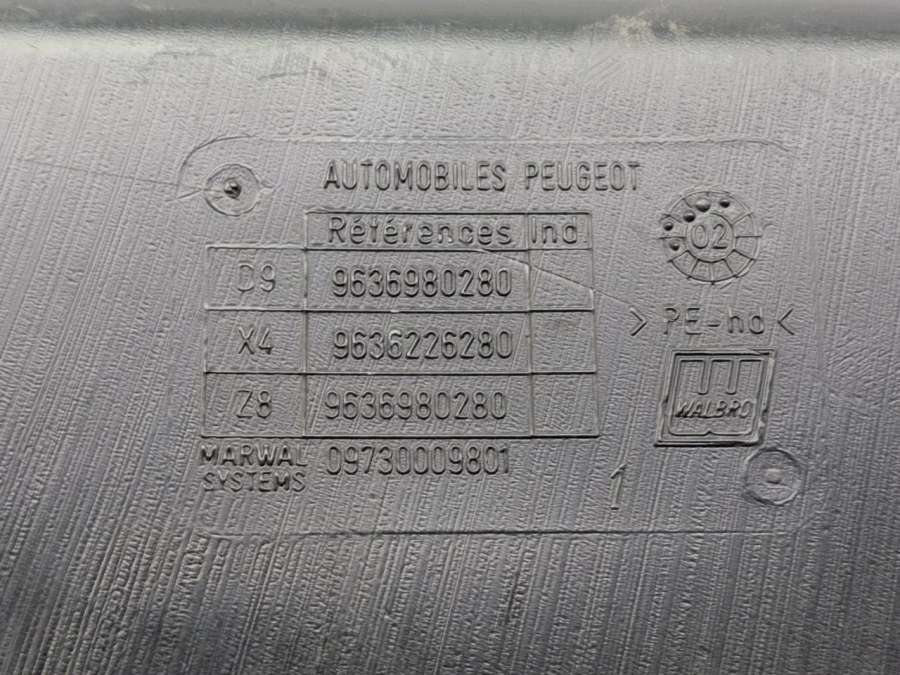 AUTOMOBILES PEUGEOT
Références Ind
D9 9636980280
X4 9636226280
Z8 9636980280
MARWAL SYSTEMS 09730009801
02
>PE-hd<
WALBRO
1